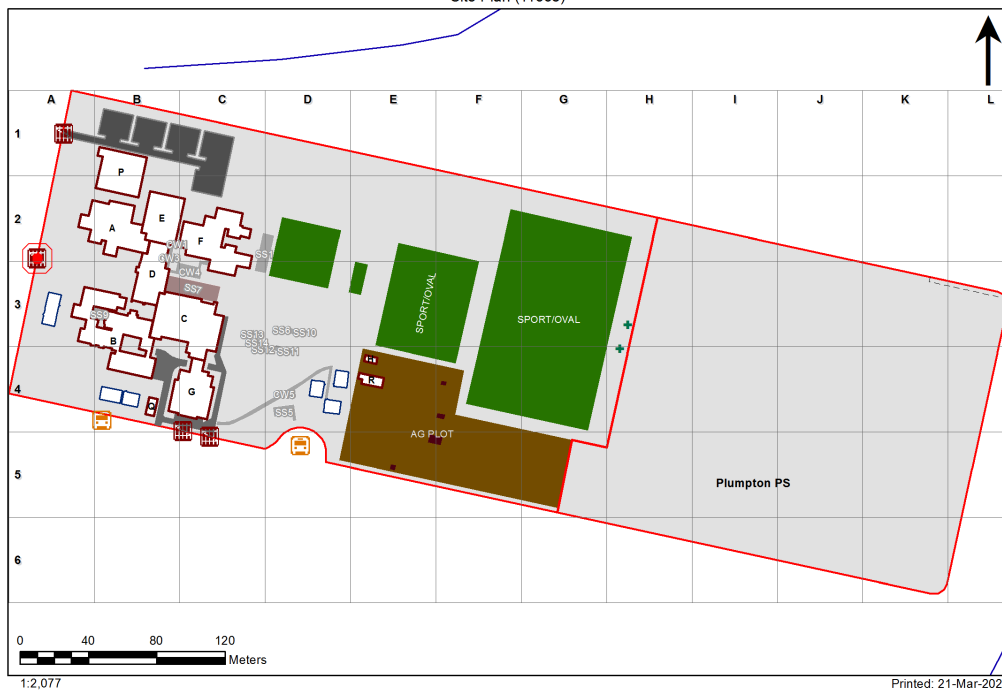 A B C D E F G H I J K L
1
P
2
E
A
F
CW1
CW3
SS1
CW4
D
SS7
3
SPORT/OVAL
SPORT/OVAL
SS9
C
SS6 SS10
SS13
SS14
SS12 SS11
B
H
R
4
G
CW5
Q
SS5
AG PLOT
5
Plumpton PS
6
0 40 80 120
Meters
1:2,077
Printed: 21-Mar-202